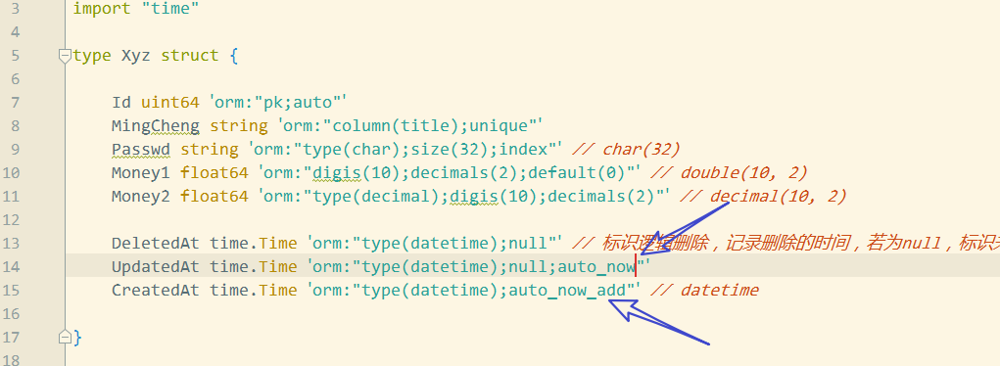 3 import "time"
4
5 type Xyz struct {
6
7 Id uint64 `orm:"pk;auto"`
8 MingCheng string `orm:"column(title);unique"`
9 Passwd string `orm:"type(char);size(32);index"` // char(32)
10 Money1 float64 `orm:"digis(10);decimals(2);default(0)"` // double(10, 2)
11 Money2 float64 `orm:"type(decimal);digis(10);decimals(2)"` // decimal(10, 2)
12
13 DeletedAt time.Time `orm:"type(datetime);null"` // 标识逻辑删除，记录删除的时间，若为null，标识
14 UpdatedAt time.Time `orm:"type(datetime);null;auto_now"`
15 CreatedAt time.Time `orm:"type(datetime);auto_now_add"` // datetime
16
17 }
18